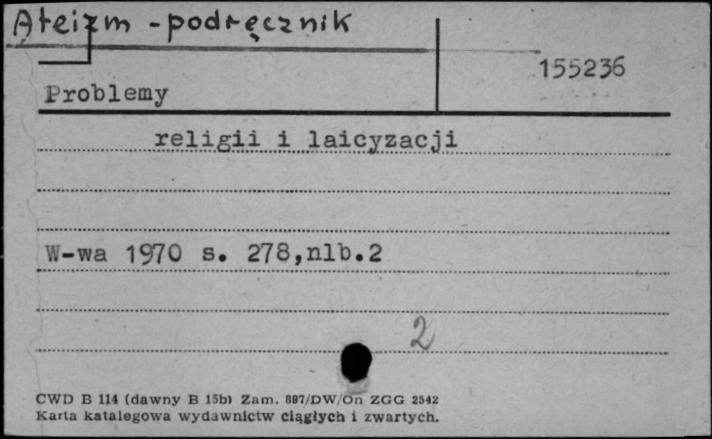 Ateizm - podręcznik
155236
Problemy
religii i laicyzacji
W-wa 1970 s. 278,nlb.2
2
CWD B 114 (dawny B 15b) Zam. 897/DW/On ZGG 2542
Karta katalogowa wydawnictw ciągłych i zwartych.